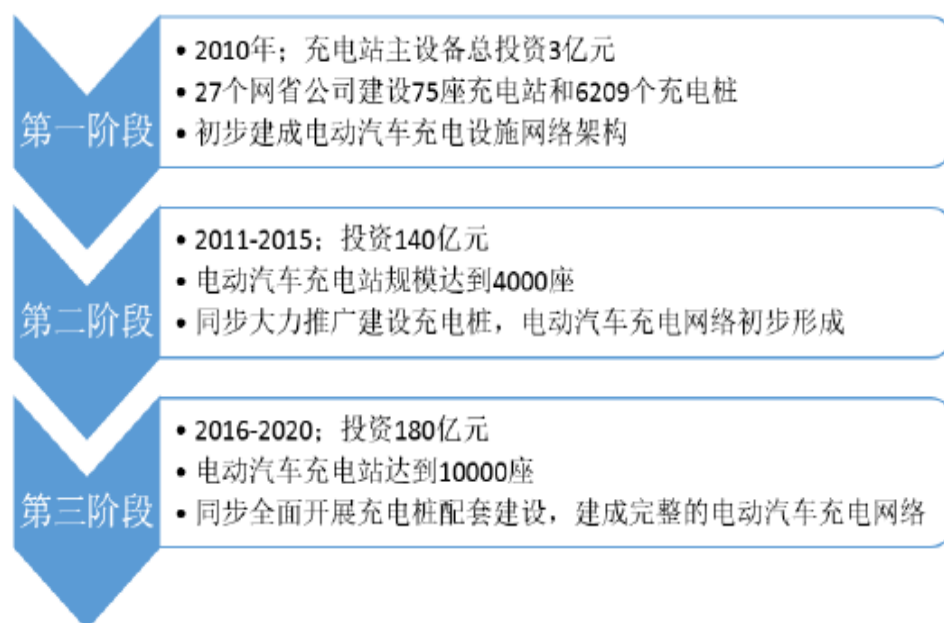 第一阶段
• 2010年；充电站主设备总投资3亿元
• 27个网省公司建设75座充电站和6209个充电桩
• 初步建成电动汽车充电设施网络架构
第二阶段
• 2011-2015；投资140亿元
• 电动汽车充电站规模达到4000座
• 同步大力推广建设充电桩，电动汽车充电网络初步形成
第三阶段
• 2016-2020；投资180亿元
• 电动汽车充电站达到10000座
• 同步全面开展充电桩配套建设，建成完整的电动汽车充电网络